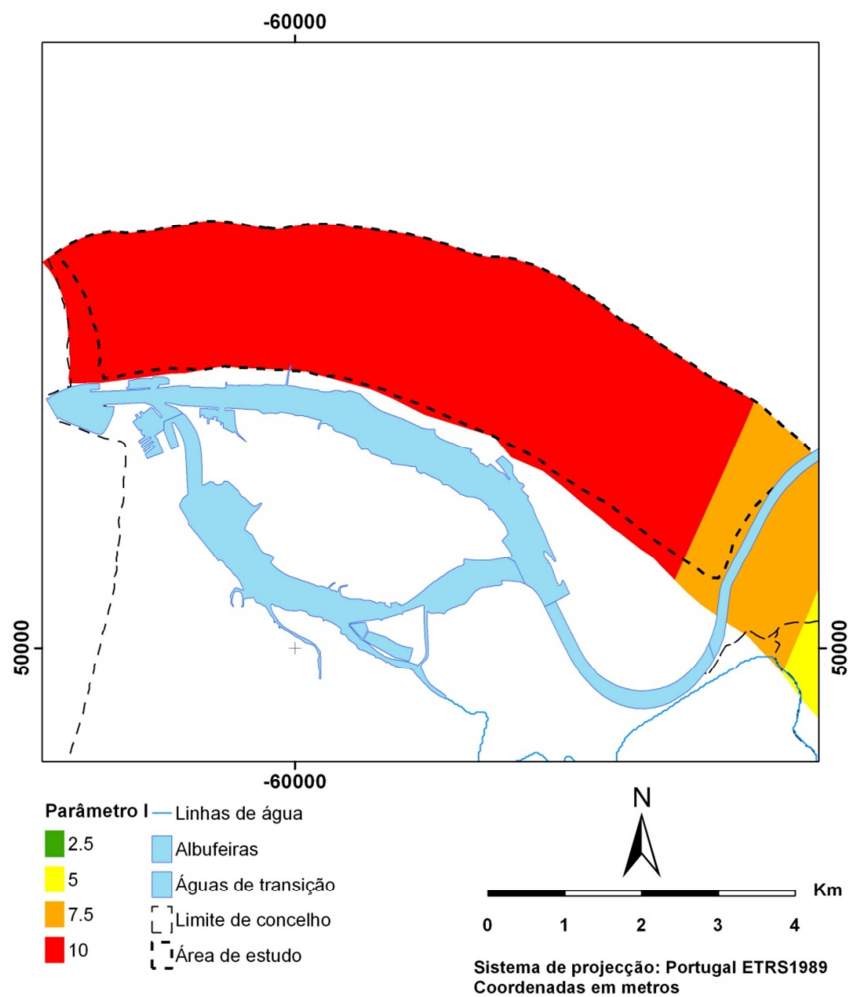 -60000
50000
50000
-60000
Parâmetro I
2.5
5
7.5
10
Linhas de água
Albufeiras
Águas de transição
Limite de concelho
Área de estudo
N
Km
0 1 2 3 4
Sistema de projecção: Portugal ETRS1989
Coordenadas em metros